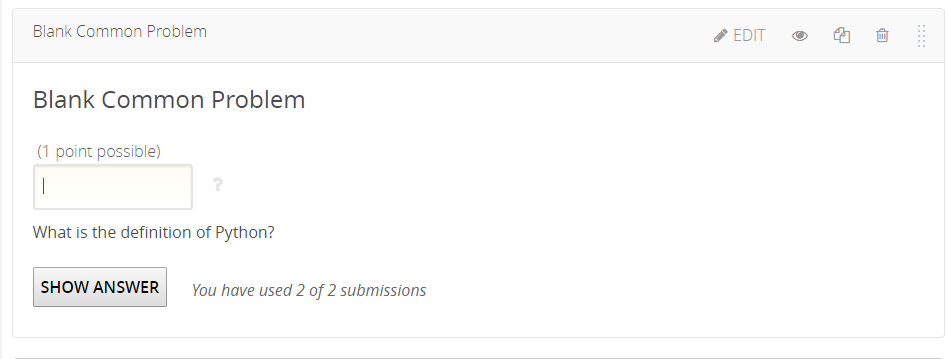 Blank Common Problem
EDIT
Blank Common Problem
(1 point possible)
?
What is the definition of Python?
SHOW ANSWER
You have used 2 of 2 submissions